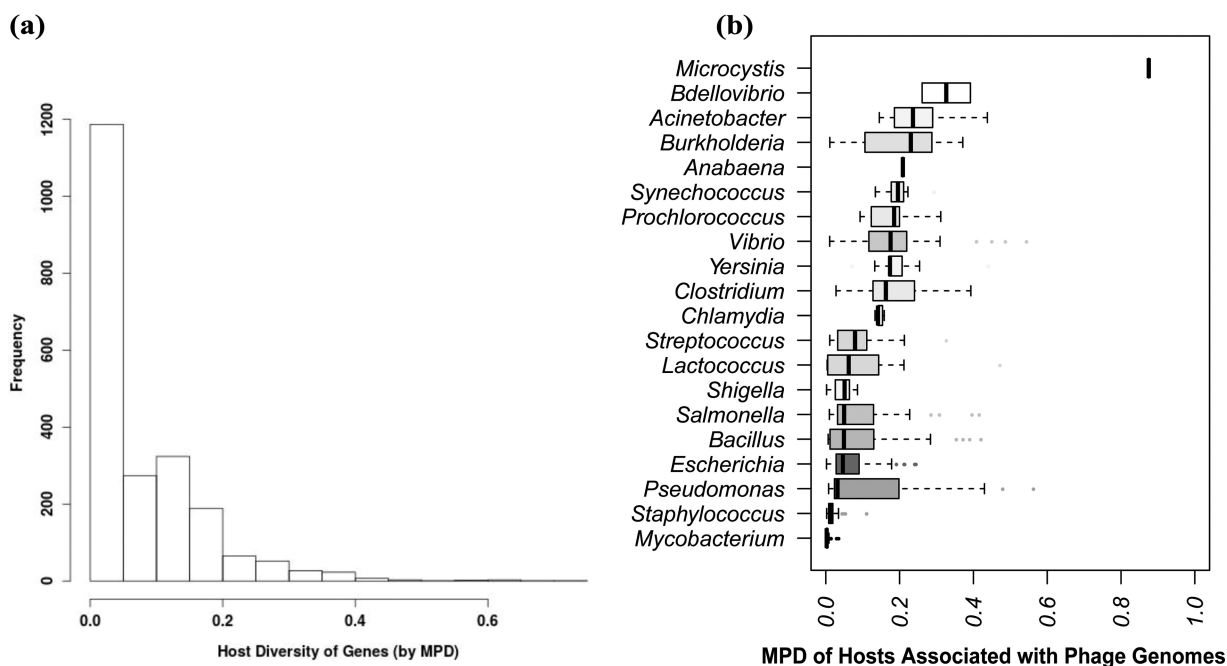 (a)
1200
1000
800
600
400
200
0
Frequency
0.0 0.2 0.4 0.6
Host Diversity of Genes (by MPD)
(b)
Microcystis
Bdellovibrio
Acinetobacter
Burkholderia
Anabaena
Synechococcus
Prochlorococcus
Vibrio
Yersinia
Clostridium
Chlamydia
Streptococcus
Lactococcus
Shigella
Salmonella
Bacillus
Escherichia
Pseudomonas
Staphylococcus
Mycobacterium
0.0 0.2 0.4 0.6 0.8 1.0
MPD of Hosts Associated with Phage Genomes